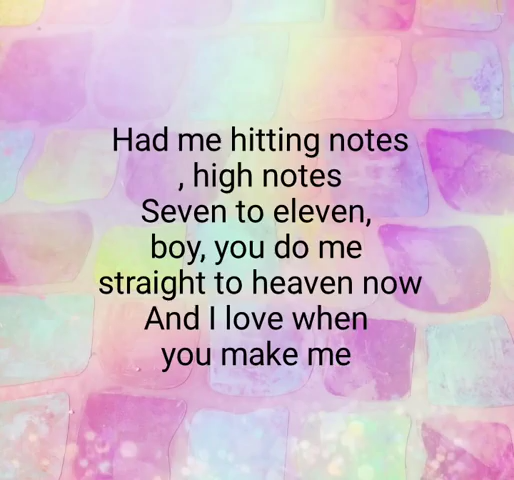 Had me hitting notes
, high notes
Seven to eleven,
boy, you do me
straight to heaven now
And I love when
you make me